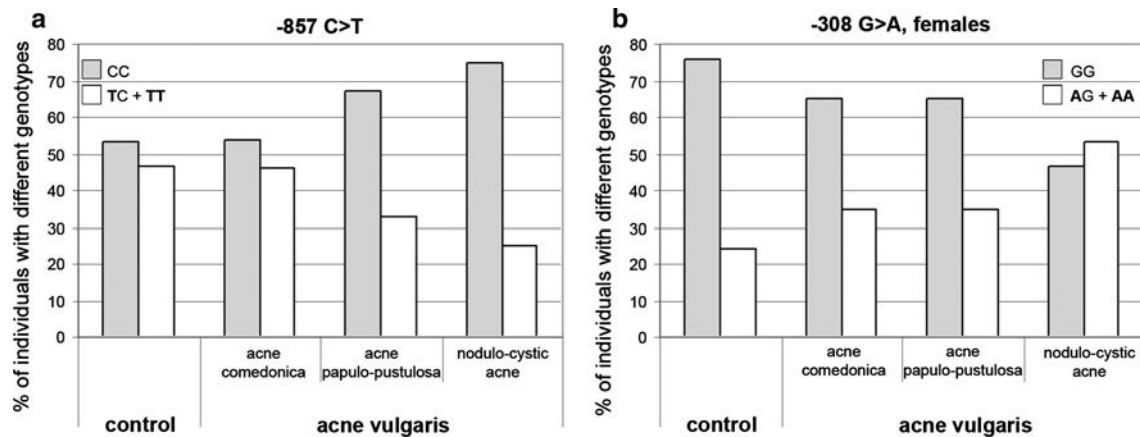 a
-857 C>T
% of individuals with different genotypes
80
70
60
50
40
30
20
10
0
CC
TC + TT
acne comedonica
acne papulo-pustulosa
nodulo-cystic acne
control
acne vulgaris
b
-308 G>A, females
% of individuals with different genotypes
80
70
60
50
40
30
20
10
0
GG
AG + AA
acne comedonica
acne papulo-pustulosa
nodulo-cystic acne
control
acne vulgaris